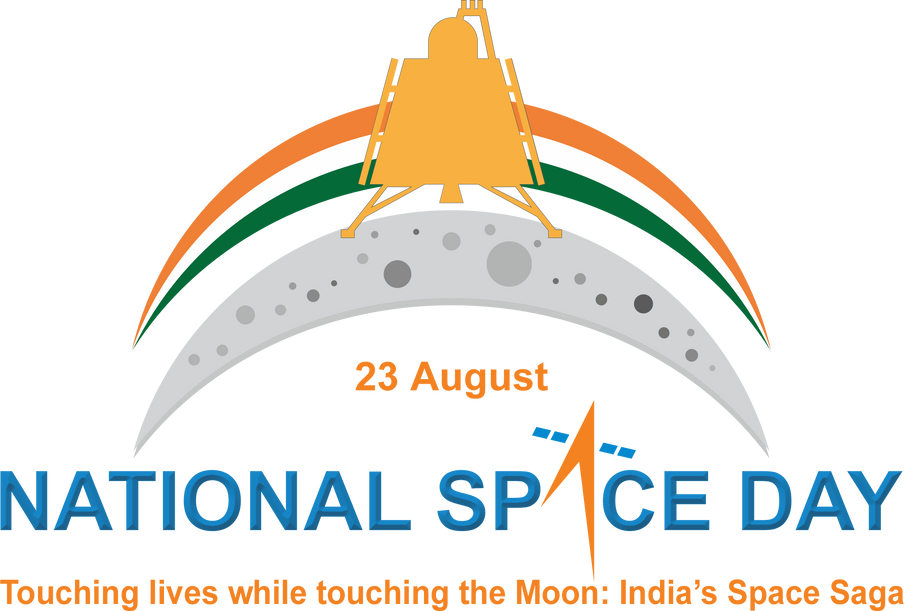 23 August
NATIONAL SPACE DAY
Touching lives while touching the Moon: India’s Space Saga